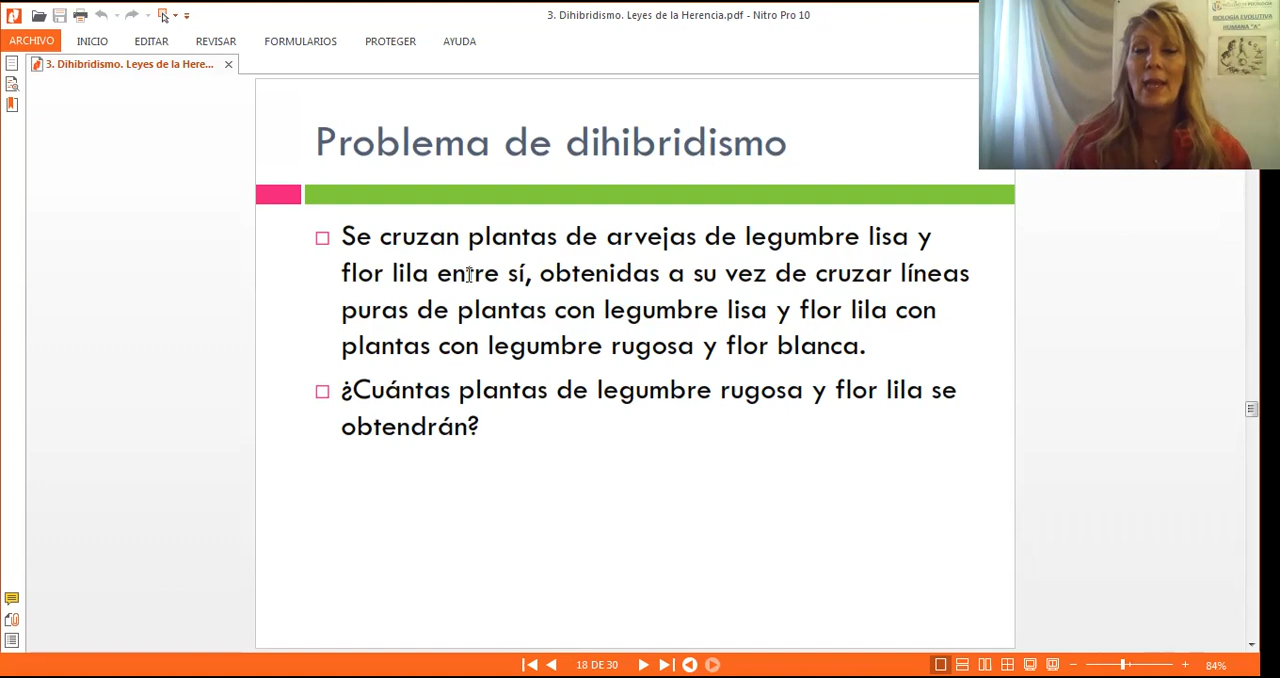 3. Dihibridismo. Leyes de la Herencia.pdf - Nitro Pro 10
ARCHIVO INICIO EDITAR REVISAR FORMULARIOS PROTEGER AYUDA
3. Dihibridismo. Leyes de la Here...
BIOLOGÍA EVOLUTIVA
HUMANA "A"
Problema de dihibridismo
Se cruzan plantas de arvejas de legumbre lisa y
flor lila entre sí, obtenidas a su vez de cruzar líneas
puras de plantas con legumbre lisa y flor lila con
plantas con legumbre rugosa y flor blanca.
¿Cuántas plantas de legumbre rugosa y flor lila se
obtendrán?
18 DE 30
84%